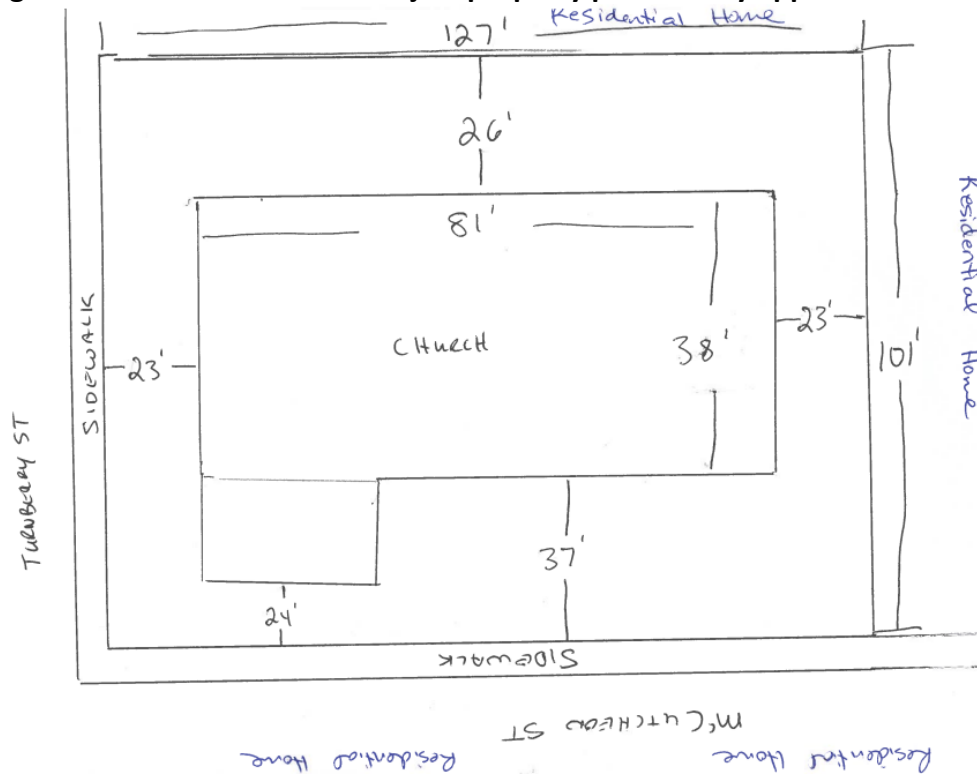 Residential Home
127'
26'
81'
CHURCH
38'
23'
23'
101'
Residential Home
SIDEWALK
TURNBERRY ST
37'
24'
SIDEWALK
McCUTCHEON ST
Residential Home
Residential Home